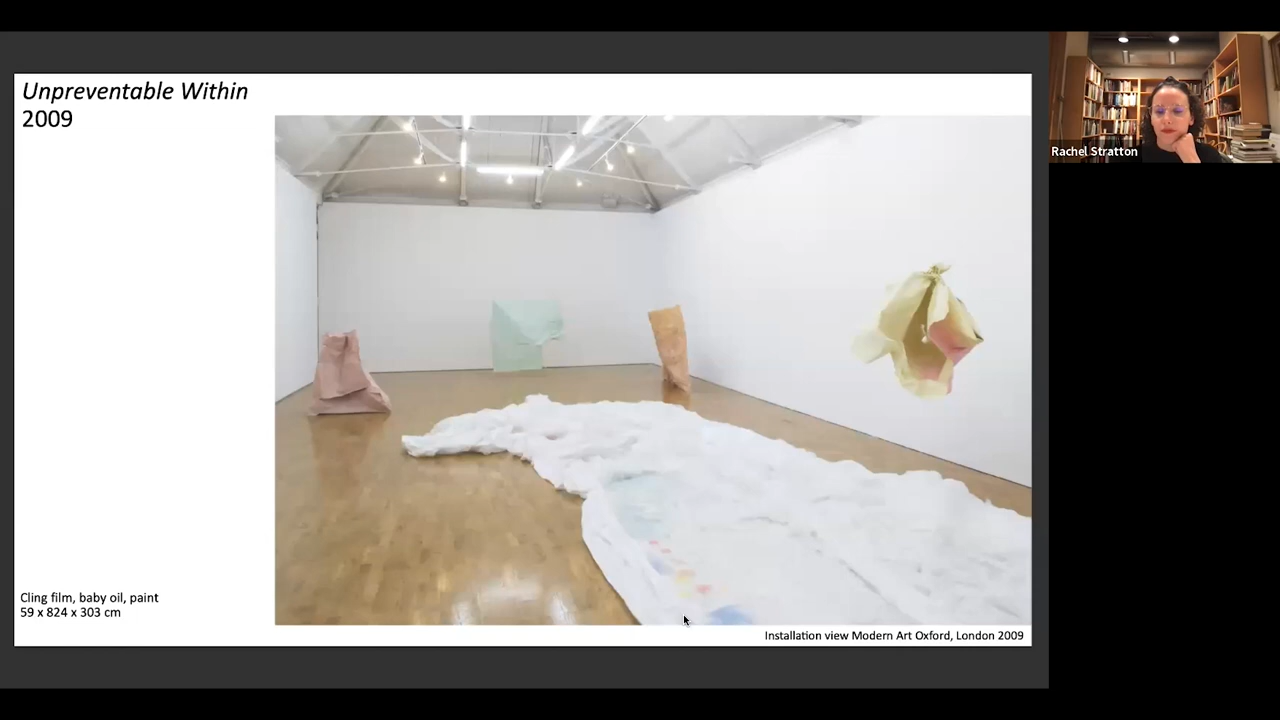 Unpreventable Within
2009
Rachel Stratton
Cling film, baby oil, paint
59 x 824 x 303 cm
Installation view Modern Art Oxford, London 2009